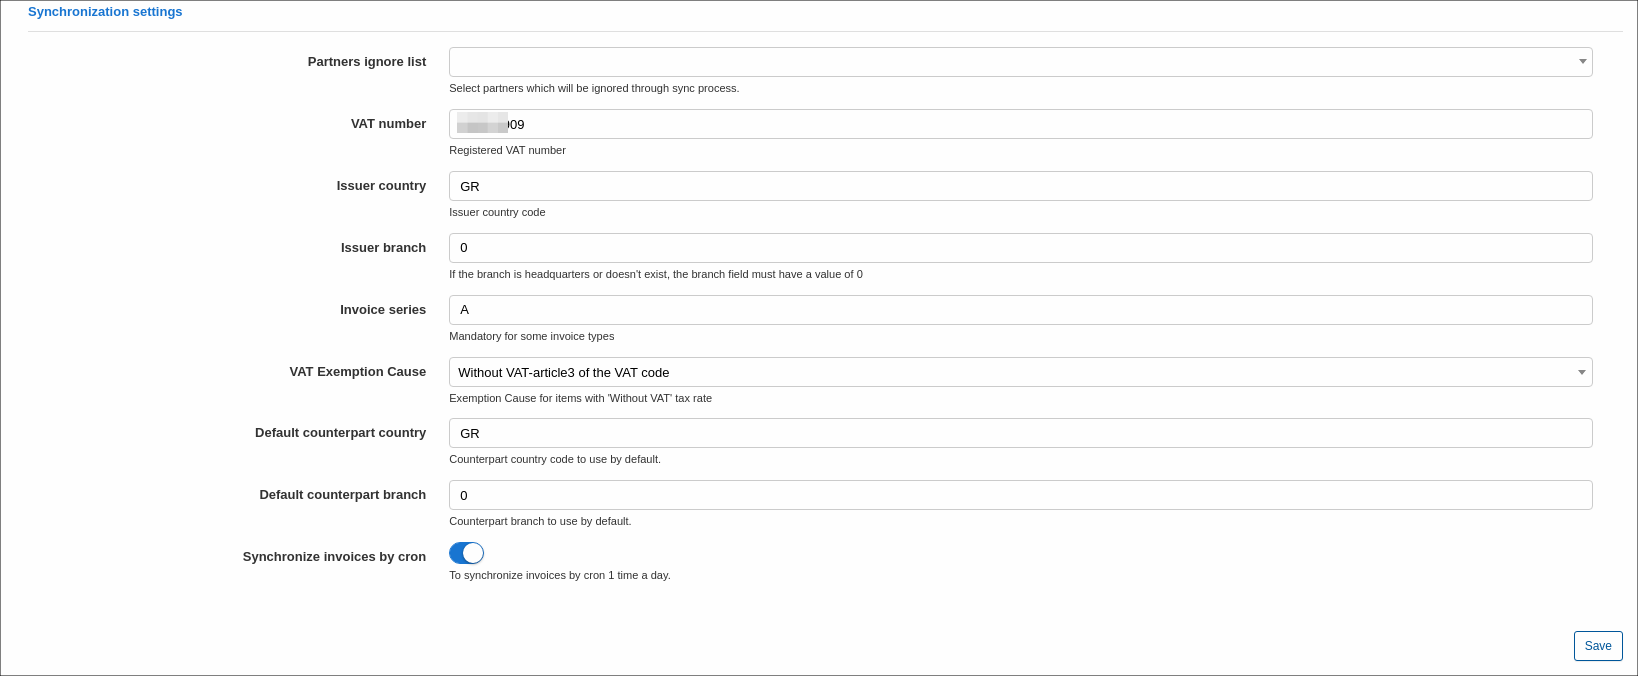 Synchronization settings
Partners ignore list
Select partners which will be ignored through sync process.
VAT number
09
Registered VAT number
Issuer country
GR
Issuer country code
Issuer branch
0
If the branch is headquarters or doesn't exist, the branch field must have a value of 0
Invoice series
A
Mandatory for some invoice types
VAT Exemption Cause
Without VAT-article3 of the VAT code
Exemption Cause for items with 'Without VAT' tax rate
Default counterpart country
GR
Counterpart country code to use by default.
Default counterpart branch
0
Counterpart branch to use by default.
Synchronize invoices by cron
To synchronize invoices by cron 1 time a day.
Save